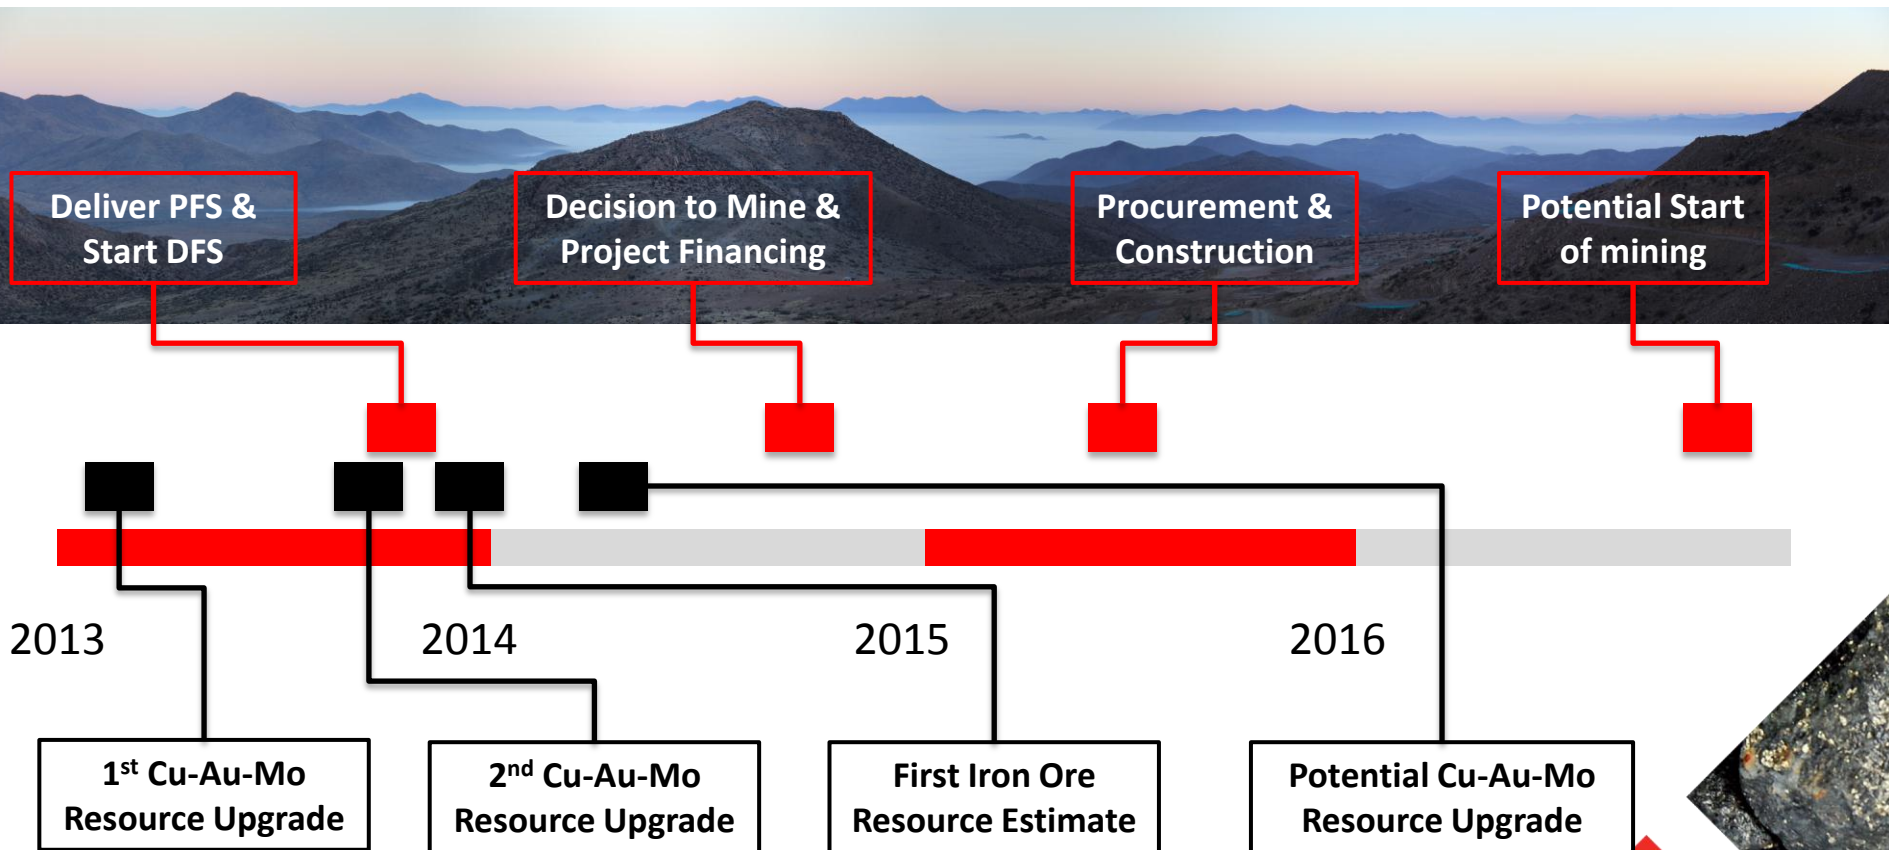 Deliver PFS &
Start DFS
Decision to Mine &
Project Financing
Procurement &
Construction
Potential Start
of mining
2013
2014
2015
2016
1st Cu-Au-Mo
Resource Upgrade
2nd Cu-Au-Mo
Resource Upgrade
First Iron Ore
Resource Estimate
Potential Cu-Au-Mo
Resource Upgrade